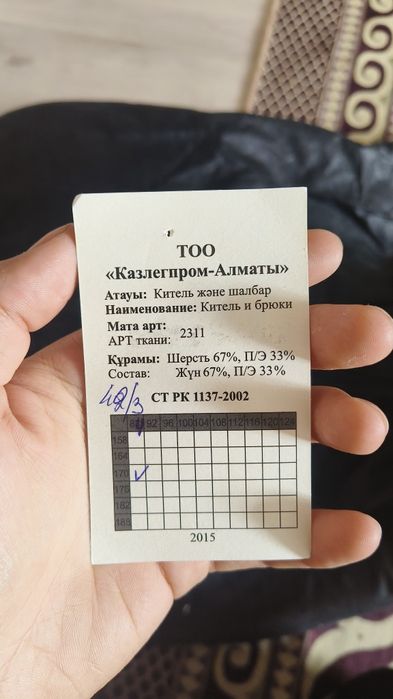 ТОО
«Казлегпром-Алматы»
Атауы: Китель және шалбар
Наименование: Китель и брюки
Мата арт:
АРТ ткани: 2311
Құрамы: Шерсть 67%, П/Э 33%
Состав: Жүн 67%, П/Э 33%
42/3 СТ РК 1137-2002
92 96 100 104 108 112 116 120 124
158
164
170
176
182
2015